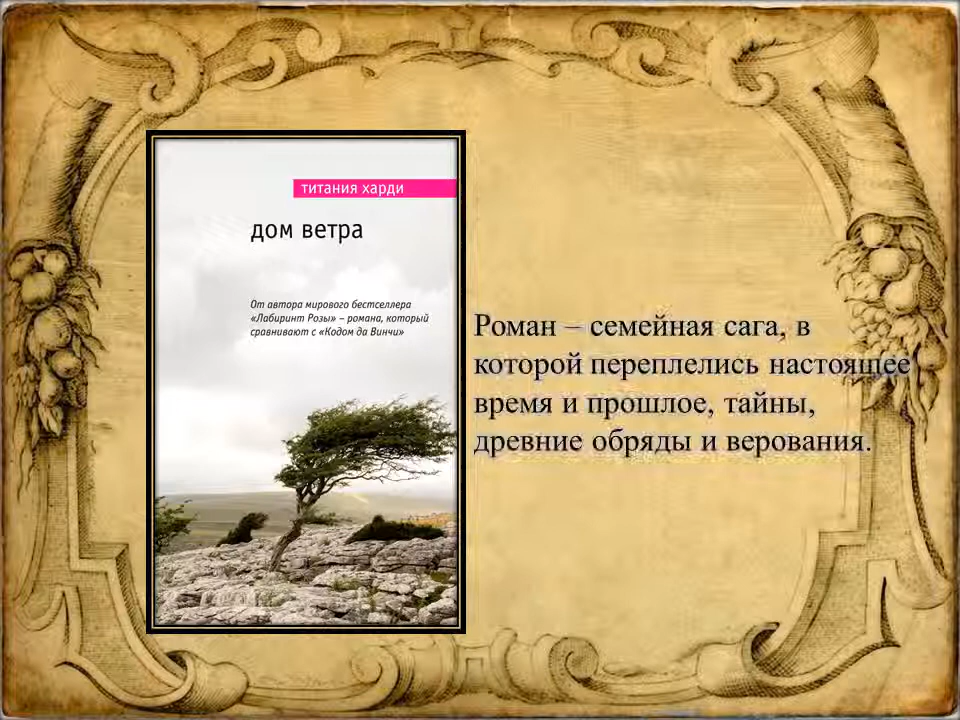 титания харди
дом ветра
От автора мирового бестселлера
«Лабиринт Розы» – романа, который
сравнивают с «Кодом да Винчи»
Роман – семейная сага, в
которой переплелись настоящее
время и прошлое, тайны,
древние обряды и верования.